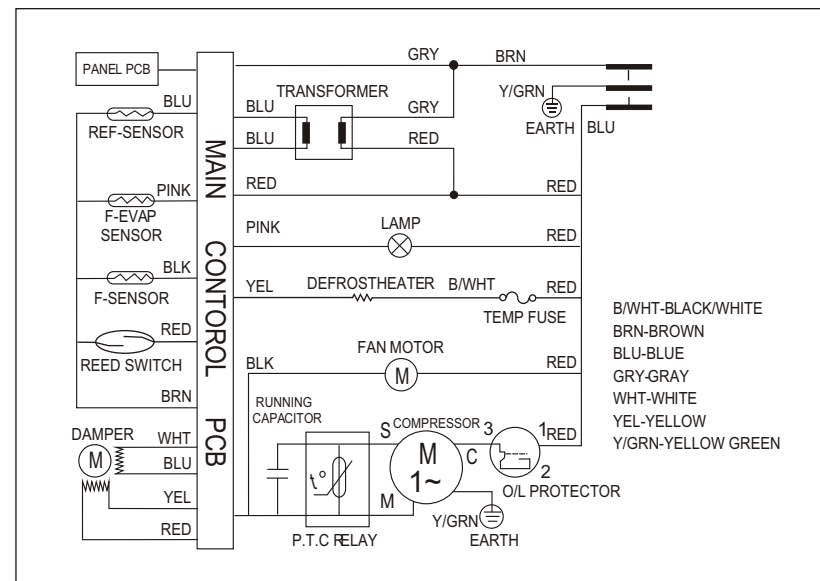 GRY
BRN
PANEL PCB
TRANSFORMER
Y/GRN
BLU
BLU
GRY
EARTH
BLU
REF-SENSOR
BLU
RED
MAIN CONTOROL PCB
PINK
RED
RED
F-EVAP
SENSOR
PINK
LAMP
RED
BLK
F-SENSOR
YEL
DEFROSTHEATER
B/WHT
RED
TEMP FUSE
RED
REED SWITCH
FAN MOTOR
BLK
M
RED
BRN
RUNNING
CAPACITOR
DAMPER
M
WHT
BLU
YEL
RED
S
COMPRESSOR
M
1~
C
M
3
1
RED
2
O/L PROTECTOR
t°
P.T.C RELAY
Y/GRN
EARTH
B/WHT-BLACK/WHITE
BRN-BROWN
BLU-BLUE
GRY-GRAY
WHT-WHITE
YEL-YELLOW
Y/GRN-YELLOW GREEN